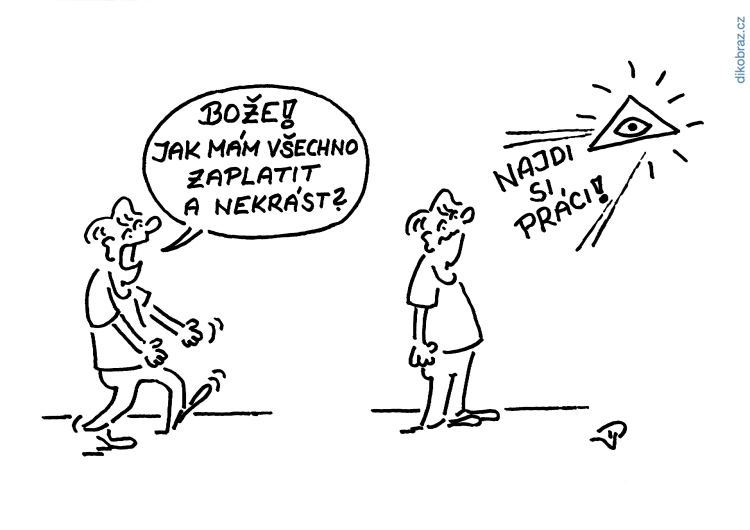 BOŽE!
JAK MÁM VŠECHNO
ZAPLATIT
A NEKRÁST?
NAJDI
SI
PRÁCI!
dikobraz.cz